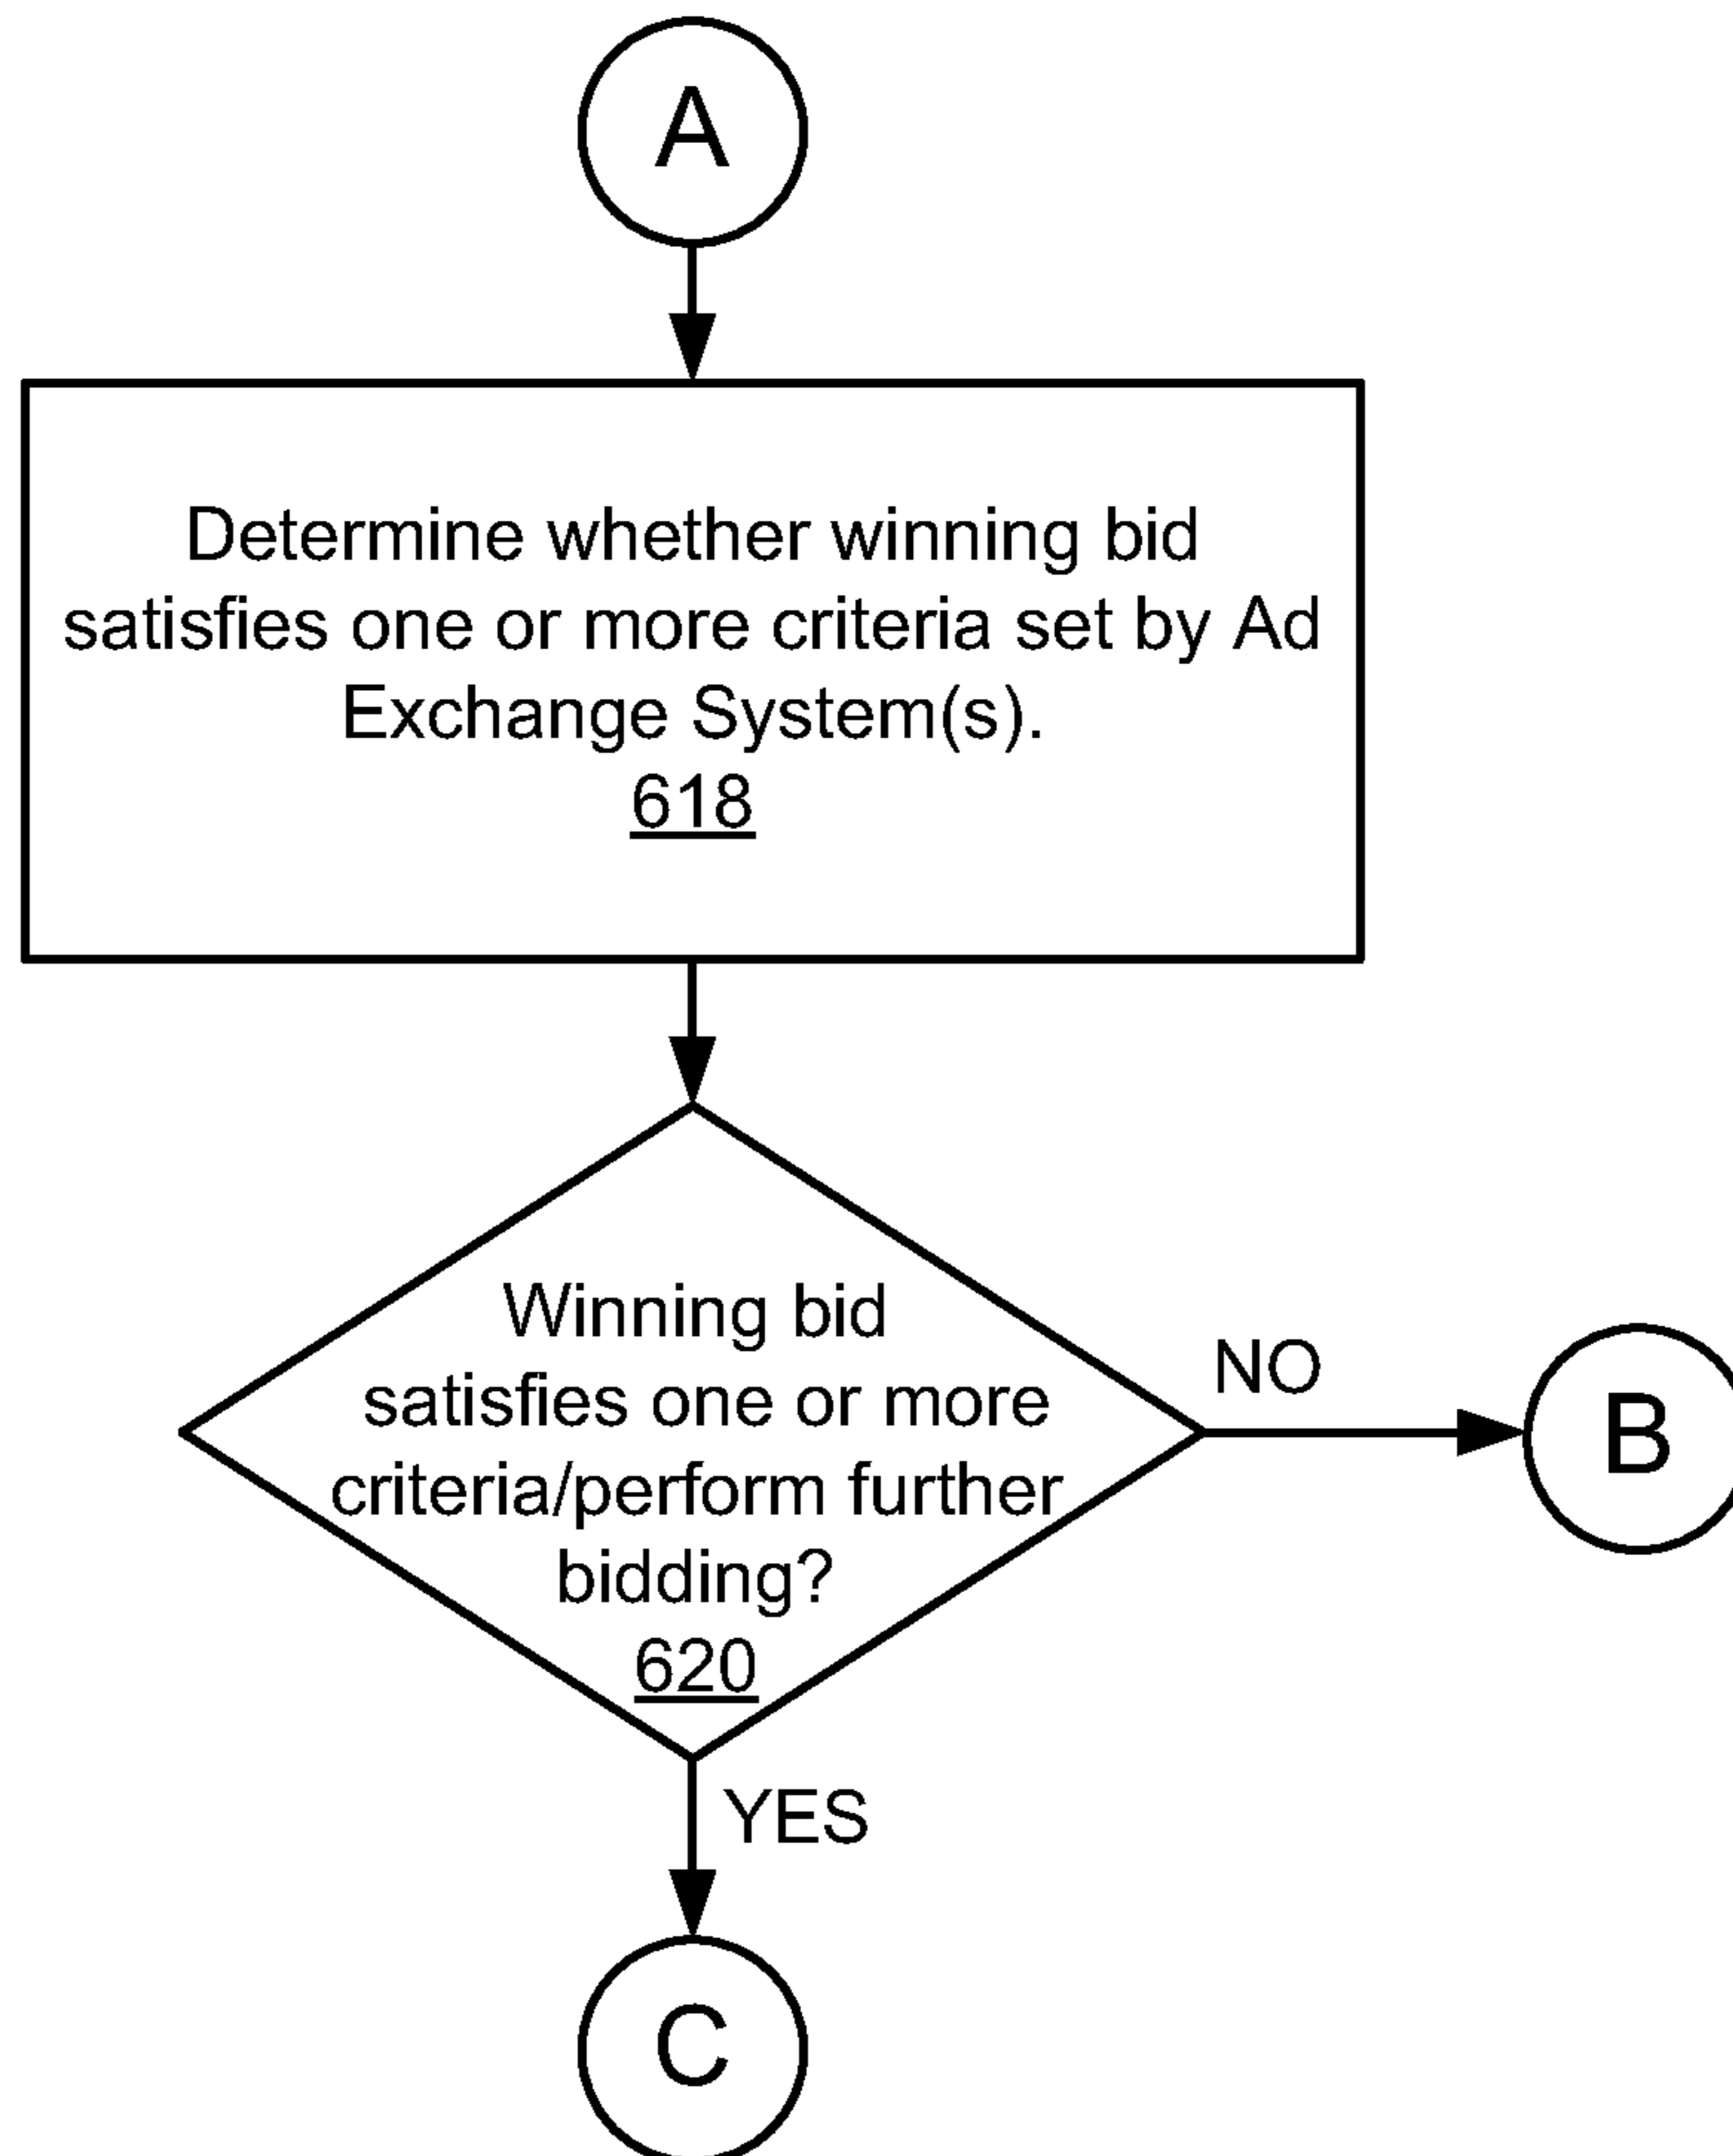 A
Determine whether winning bid
satisfies one or more criteria set by Ad
Exchange System(s).
618
Winning bid
satisfies one or more
criteria/perform further
bidding?
620
NO
B
YES
C